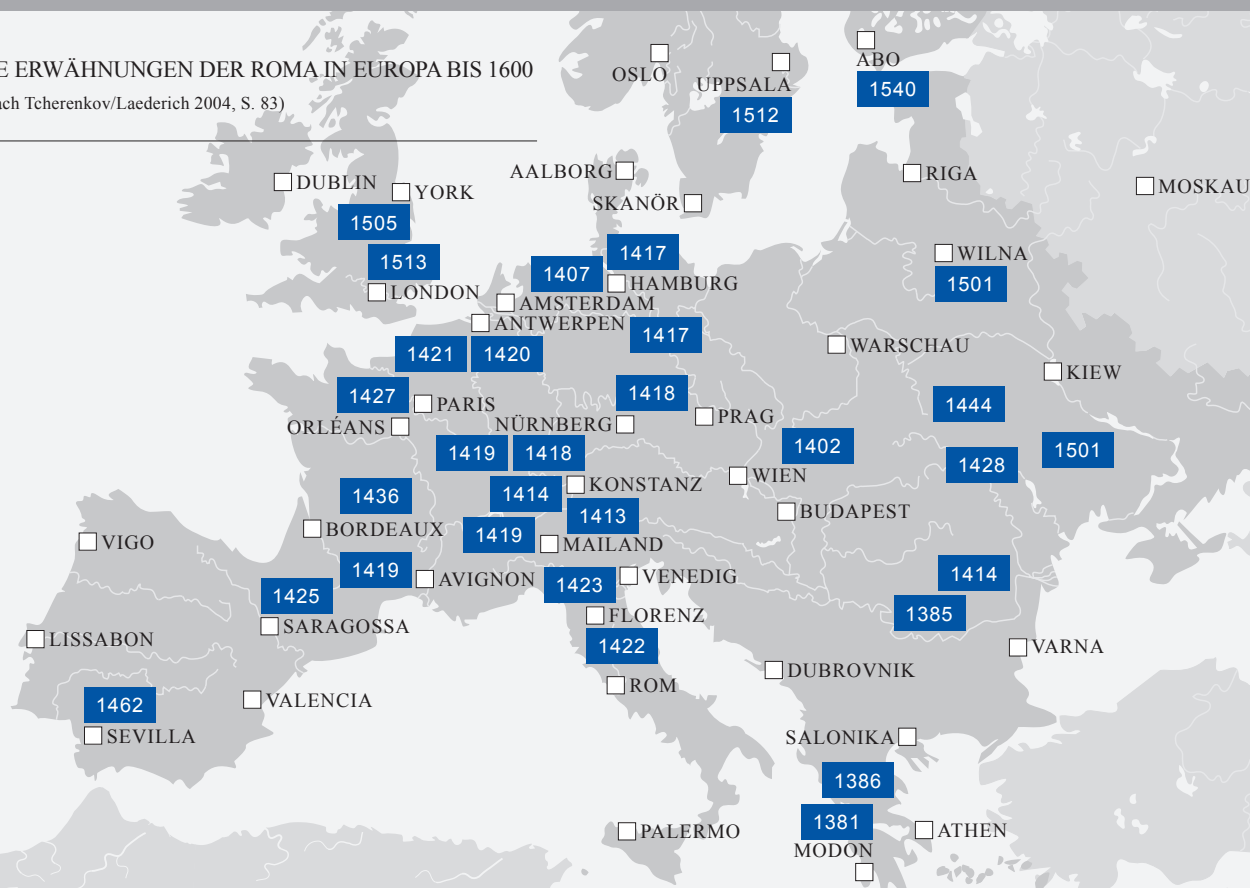 E ERWÄHNUNGEN DER ROMA IN EUROPA BIS 1600
ach Tcherenkov/Laederich 2004, S. 83)
OSLO
UPPSALA
1512
ABO
1540
AALBORG
SKANÖR
RIGA
MOSKAU
DUBLIN
YORK
1505
1513
LONDON
1417
1407
HAMBURG
AMSTERDAM
ANTWERPEN
1417
WILNA
1501
1421
1420
WARSCHAU
KIEW
1427
PARIS
1418
ORLÉANS
NÜRNBERG
PRAG
1444
1419
1418
1402
1428
1501
WIEN
1414
KONSTANZ
1436
1413
BUDAPEST
BORDEAUX
1419
MAILAND
VIGO
1419
AVIGNON
1423
VENEDIG
1414
1425
SARAGOSSA
FLORENZ
1385
LISSABON
1422
VARNA
DUBROVNIK
ROM
1462
VALENCIA
SEVILLA
SALONIKA
1386
1381
PALERMO
ATHEN
MODON